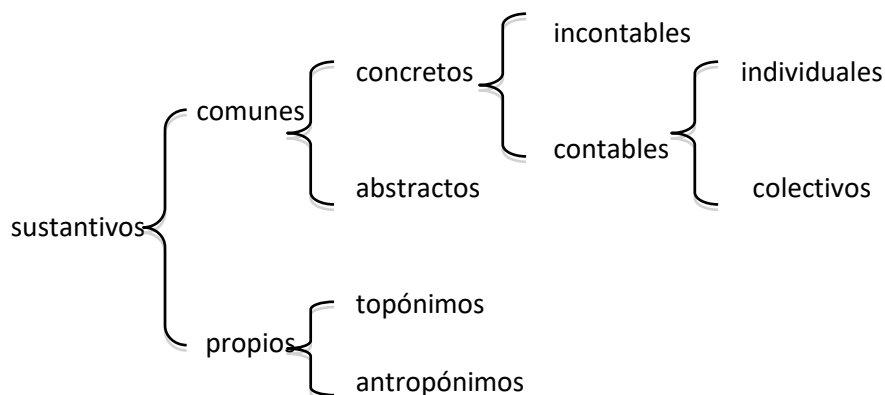 incontables
concretos
individuales
comunes
contables
abstractos
colectivos
sustantivos
topónimos
propios
antropónimos